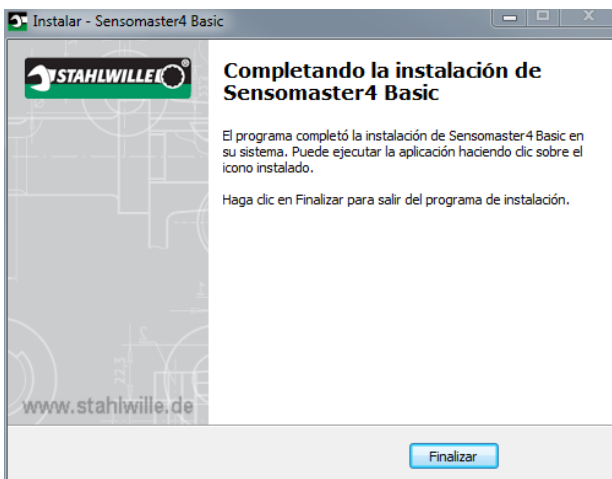 Instalar - Sensomaster4 Basic
STAHLWILLE
®
Completando la instalación de
Sensomaster4 Basic
El programa completó la instalación de Sensomaster4 Basic en
su sistema. Puede ejecutar la aplicación haciendo clic sobre el
icono instalado.
Haga clic en Finalizar para salir del programa de instalación.
22,5
www.stahlwille.de
Finalizar